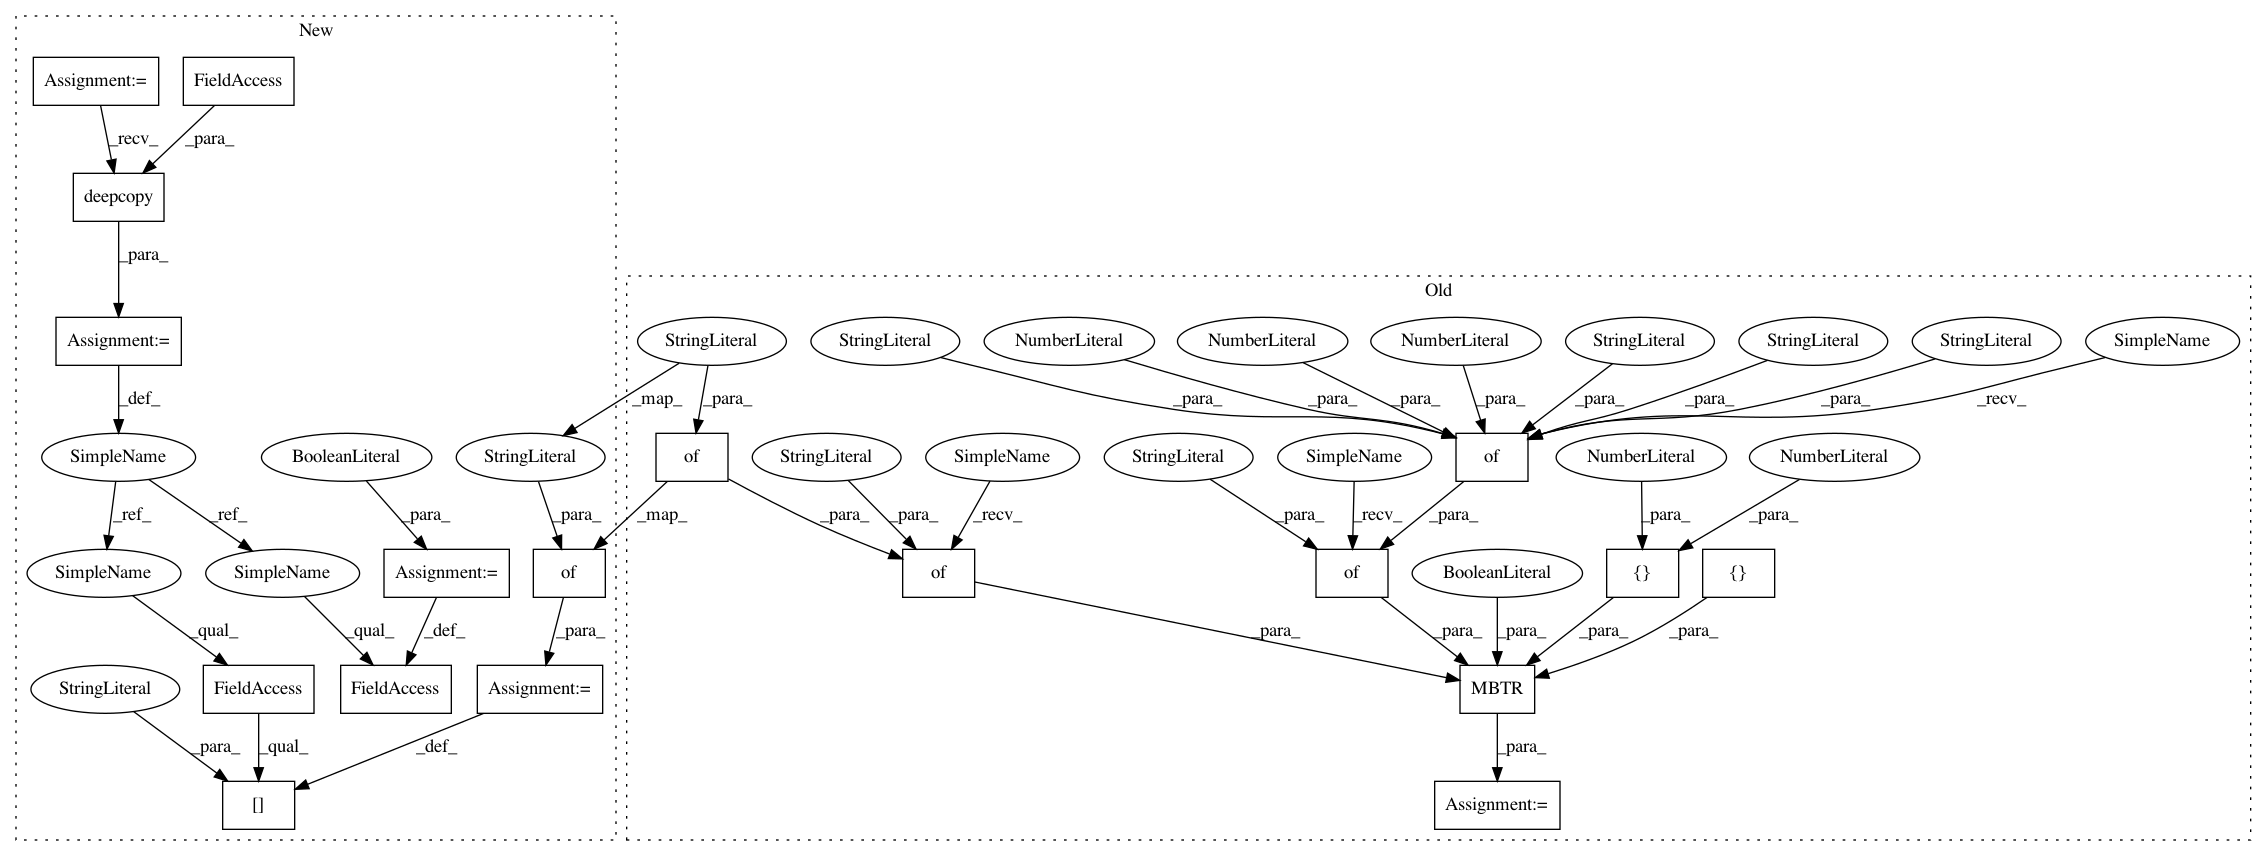 New
Assignment:=
FieldAccess
_recv_
_para_
deepcopy
_para_
Assignment:=
_def_
SimpleName
BooleanLiteral
StringLiteral
_ref_
_ref_
_para_
_para_
SimpleName
SimpleName
Assignment:=
of
_qual_
_qual_
_def_
_para_
StringLiteral
FieldAccess
FieldAccess
Assignment:=
_para_
_qual_
_def_
[]
Old
StringLiteral
StringLiteral
NumberLiteral
NumberLiteral
NumberLiteral
StringLiteral
StringLiteral
StringLiteral
SimpleName
_map_
_para_
_para_
_para_
_para_
_para_
_para_
_para_
_para_
_recv_
of
StringLiteral
SimpleName
StringLiteral
SimpleName
of
NumberLiteral
NumberLiteral
_map_
_para_
_para_
_recv_
_para_
_recv_
_para_
_para_
_para_
of
of
BooleanLiteral
{}
{}
_para_
_para_
_para_
_para_
_para_
MBTR
_para_
Assignment:=